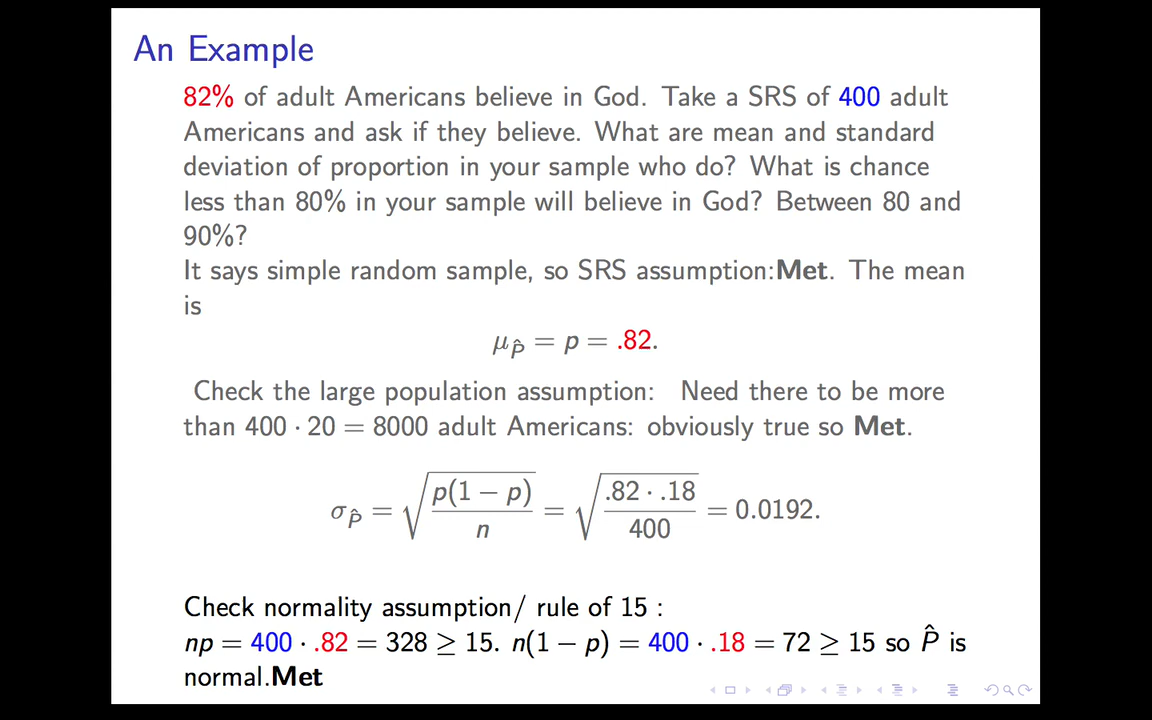 An Example
82% of adult Americans believe in God. Take a SRS of 400 adult
Americans and ask if they believe. What are mean and standard
deviation of proportion in your sample who do? What is chance
less than 80% in your sample will believe in God? Between 80 and
90%?
It says simple random sample, so SRS assumption:Met. The mean
is
μ_P̂ = p = .82.
Check the large population assumption: Need there to be more
than 400 · 20 = 8000 adult Americans: obviously true so Met.
σ_P̂ = √(p(1 − p)/n) = √(.82 · .18/400) = 0.0192.
Check normality assumption/ rule of 15 :
np = 400 · .82 = 328 ≥ 15. n(1 − p) = 400 · .18 = 72 ≥ 15 so P̂ is
normal.Met